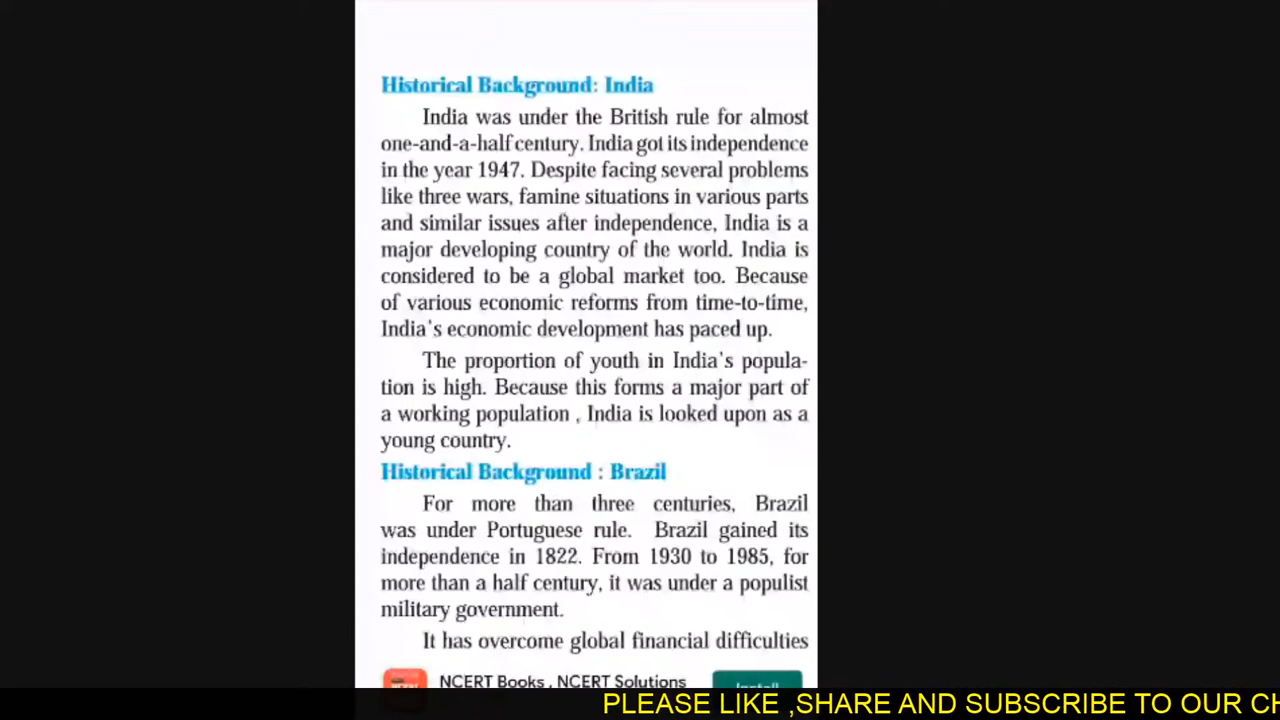 Historical Background: India
India was under the British rule for almost
one-and-a-half century. India got its independence
in the year 1947. Despite facing several problems
like three wars, famine situations in various parts
and similar issues after independence, India is a
major developing country of the world. India is
considered to be a global market too. Because
of various economic reforms from time-to-time,
India's economic development has paced up.
The proportion of youth in India's popula-
tion is high. Because this forms a major part of
a working population , India is looked upon as a
young country.
Historical Background : Brazil
For more than three centuries, Brazil
was under Portuguese rule. Brazil gained its
independence in 1822. From 1930 to 1985, for
more than a half century, it was under a populist
military government.
It has overcome global financial difficulties
NCERT Books , NCERT Solutions
Install
PLEASE LIKE ,SHARE AND SUBSCRIBE TO OUR CH